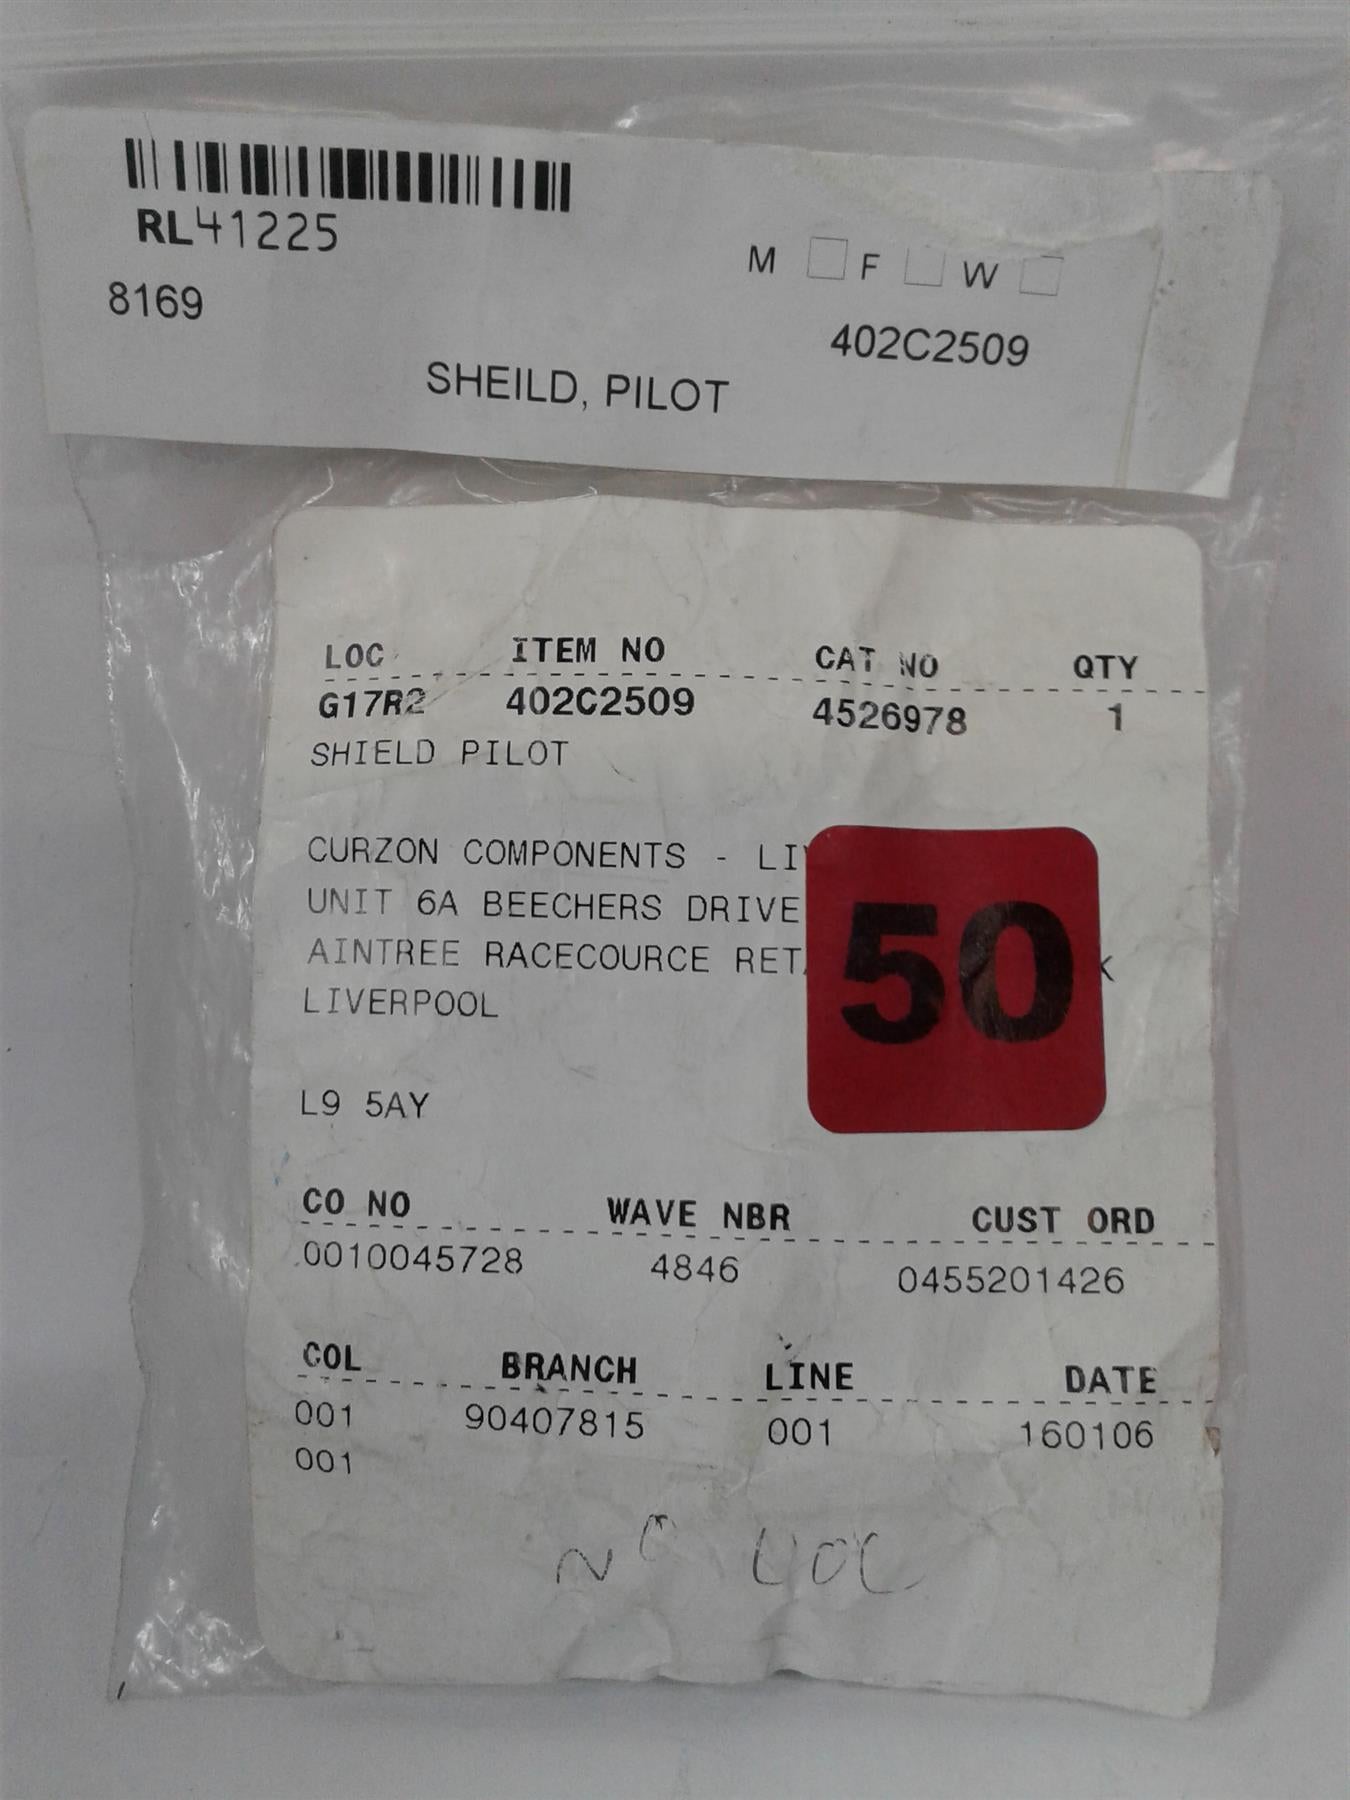 RL41225
M F W
8169
402C2509
SHEILD, PILOT
LOC ITEM NO CAT NO QTY
G17R2 402C2509 4526978 1
SHIELD PILOT
CURZON COMPONENTS - LI
UNIT 6A BEECHERS DRIVE
AINTREE RACECOURCE RET
50
LIVERPOOL
L9 5AY
CO NO WAVE NBR CUST ORD
0010045728 4846 0455201426
COL BRANCH LINE DATE
001 90407815 001 160106
001
NO LOC